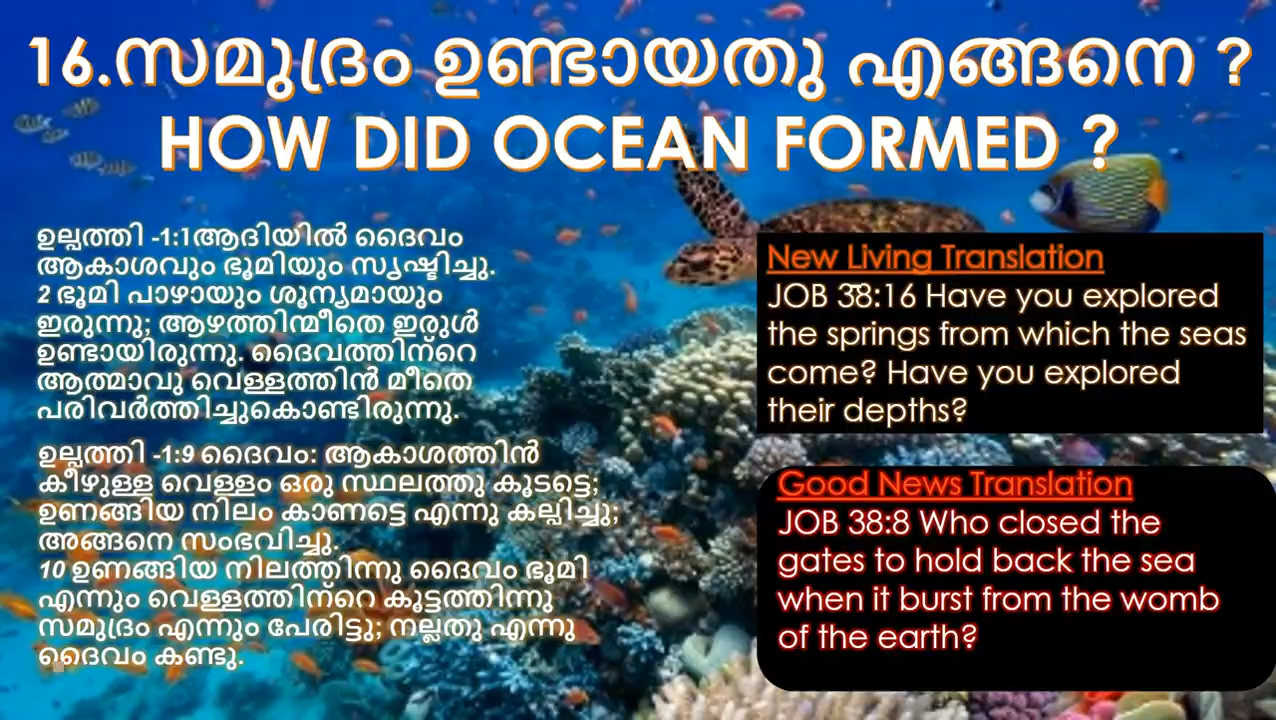 16.സമുദ്രം ഉണ്ടായതു എങ്ങനെ ?
HOW DID OCEAN FORMED ?
ഉല്പത്തി -1:1ആദിയിൽ ദൈവം
ആകാശവും ഭൂമിയും സൃഷ്ടിച്ചു.
2 ഭൂമി പാഴായും ശൂന്യമായും
ഇരുന്നു; ആഴത്തിന്മീതെ ഇരുൾ
ഉണ്ടായിരുന്നു. ദൈവത്തിന്റെ
ആത്മാവു വെള്ളത്തിൻ മീതെ
പരിവർത്തിച്ചുകൊണ്ടിരുന്നു.
ഉല്പത്തി -1:9 ദൈവം: ആകാശത്തിൻ
കീഴുള്ള വെള്ളം ഒരു സ്ഥലത്തു കൂടട്ടെ;
ഉണങ്ങിയ നിലം കാണട്ടെ എന്നു കല്പിച്ചു;
അങ്ങനെ സംഭവിച്ചു.
10 ഉണങ്ങിയ നിലത്തിന്നു ദൈവം ഭൂമി
എന്നും വെള്ളത്തിന്റെ കൂട്ടത്തിന്നു
സമുദ്രം എന്നും പേരിട്ടു; നല്ലതു എന്നു
ദൈവം കണ്ടു.
New Living Translation
JOB 38:16 Have you explored
the springs from which the seas
come? Have you explored
their depths?
Good News Translation
JOB 38:8 Who closed the
gates to hold back the sea
when it burst from the womb
of the earth?